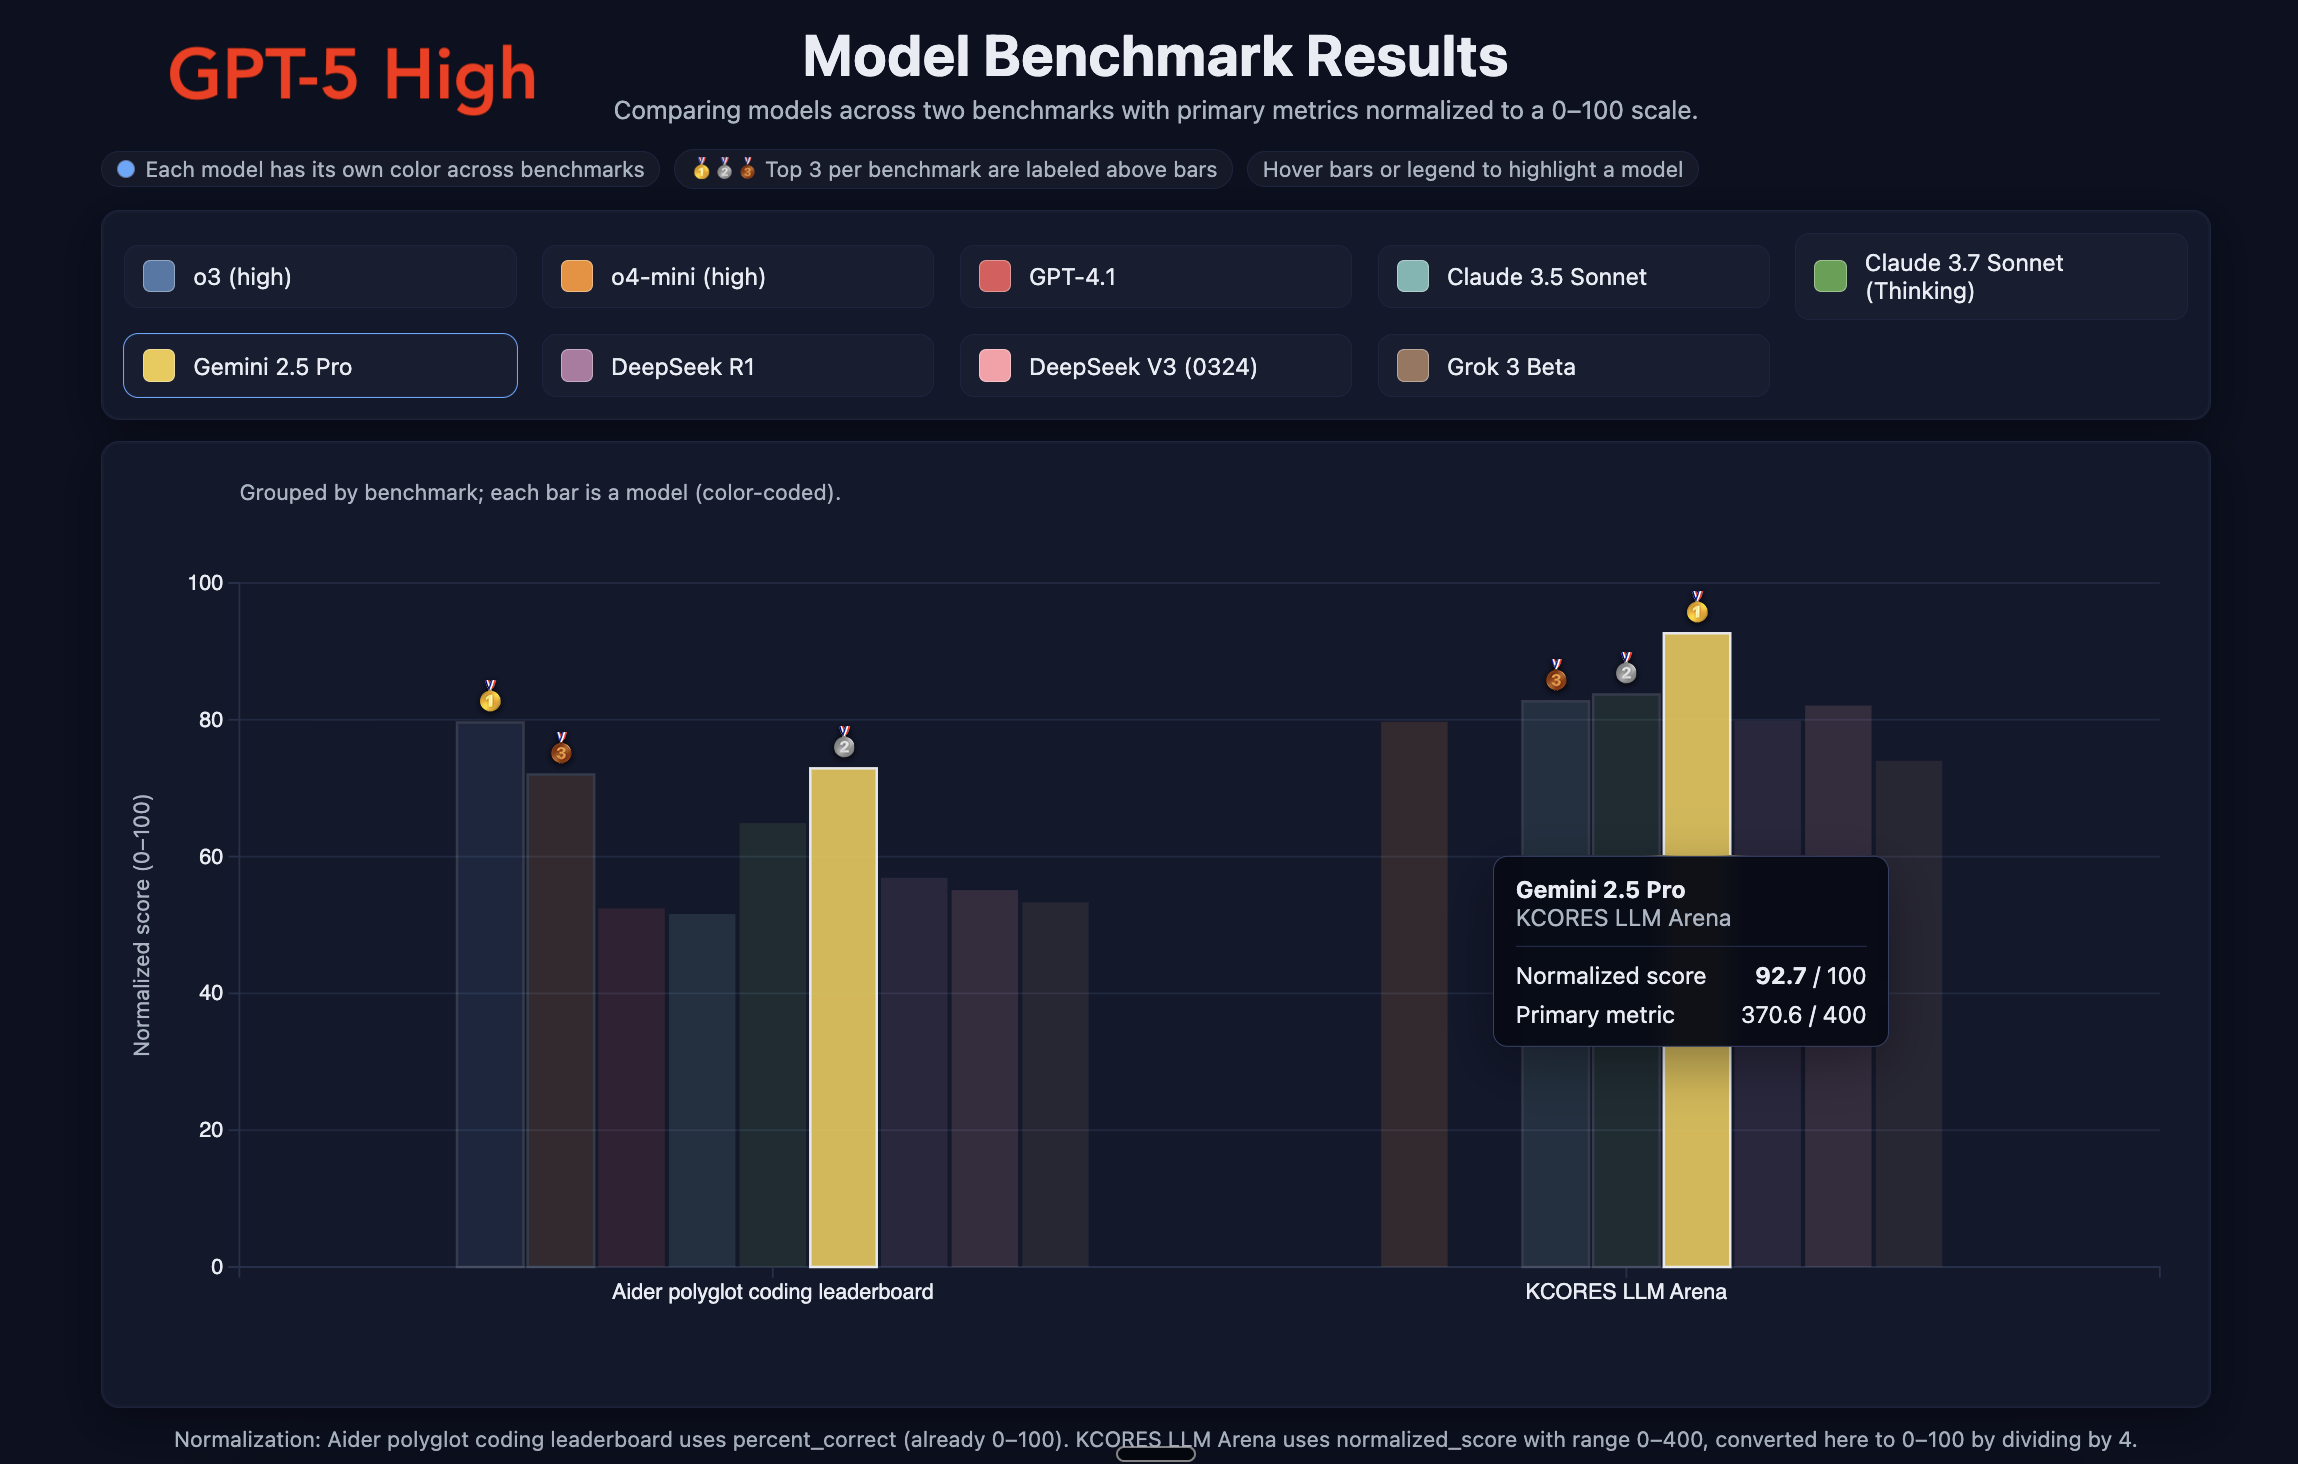 GPT-5 High
Model Benchmark Results
Comparing models across two benchmarks with primary metrics normalized to a 0–100 scale.
Each model has its own color across benchmarks
🥇🥈🥉 Top 3 per benchmark are labeled above bars
Hover bars or legend to highlight a model
o3 (high)
o4-mini (high)
GPT-4.1
Claude 3.5 Sonnet
Claude 3.7 Sonnet
(Thinking)
Gemini 2.5 Pro
DeepSeek R1
DeepSeek V3 (0324)
Grok 3 Beta
Grouped by benchmark; each bar is a model (color-coded).
Normalized score (0–100)
100
80
60
40
20
0
🥇
🥉
🥈
🥉
🥈
🥇
Gemini 2.5 Pro
KCORES LLM Arena
Normalized score 92.7 / 100
Primary metric 370.6 / 400
Aider polyglot coding leaderboard
KCORES LLM Arena
Normalization: Aider polyglot coding leaderboard uses percent_correct (already 0–100). KCORES LLM Arena uses normalized_score with range 0–400, converted here to 0–100 by dividing by 4.